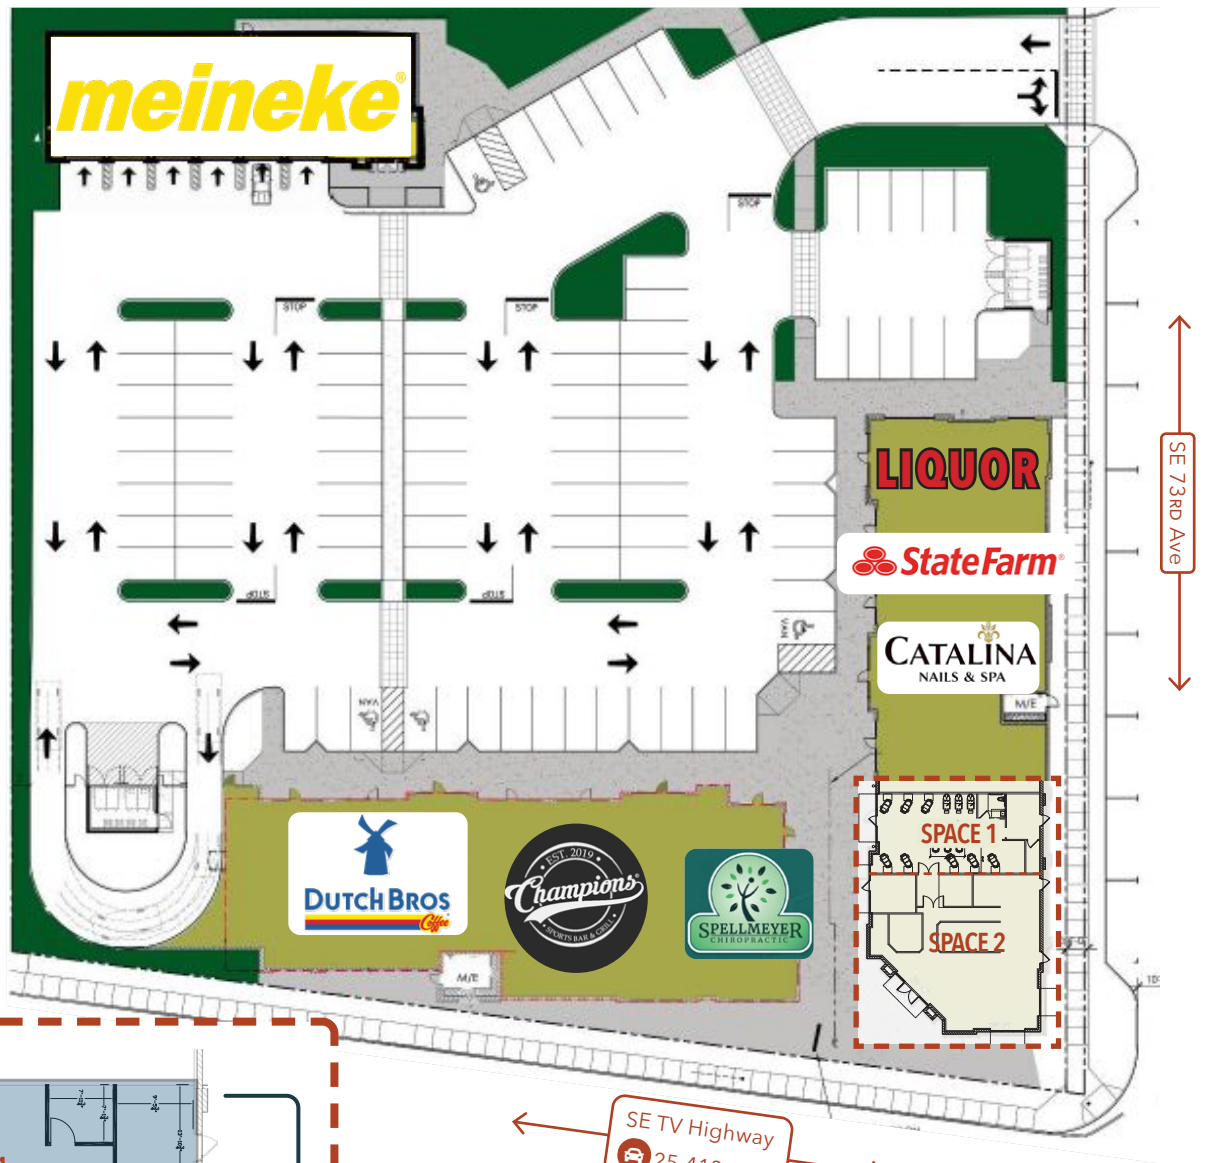 meineke®
STOP
STOP
STOP
LIQUOR
StateFarm®
SE 73RD Ave
STOP
STOP
VAN
CATALINA
NAILS & SPA
M/E
VAN
SPACE 1
EST. 2019
Champions®
SPORTS BAR & GRILL
DUTCH BROS
Coffee
SPELLMEYER
CHIROPRACTIC
SPACE 2
M/E
SE TV Highway